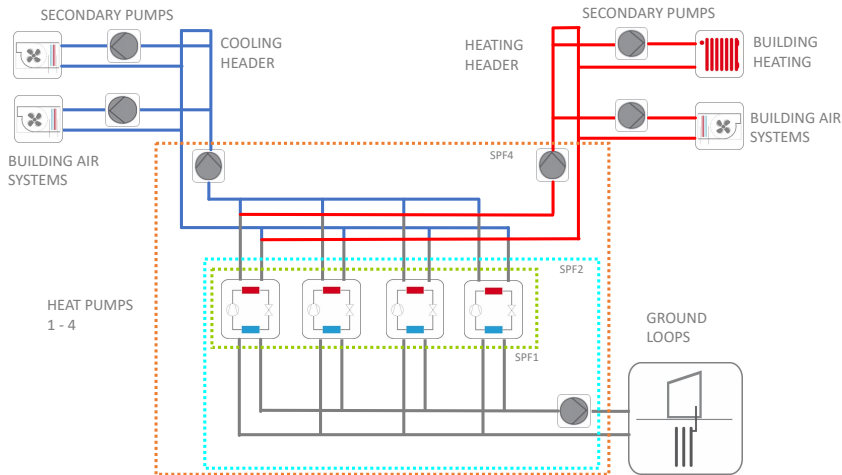 SECONDARY PUMPS
SECONDARY PUMPS
COOLING
HEADER
HEATING
HEADER
BUILDING
HEATING
BUILDING AIR
SYSTEMS
BUILDING AIR
SYSTEMS
SPF4
SPF2
HEAT PUMPS
1 - 4
GROUND
LOOPS
SPF1